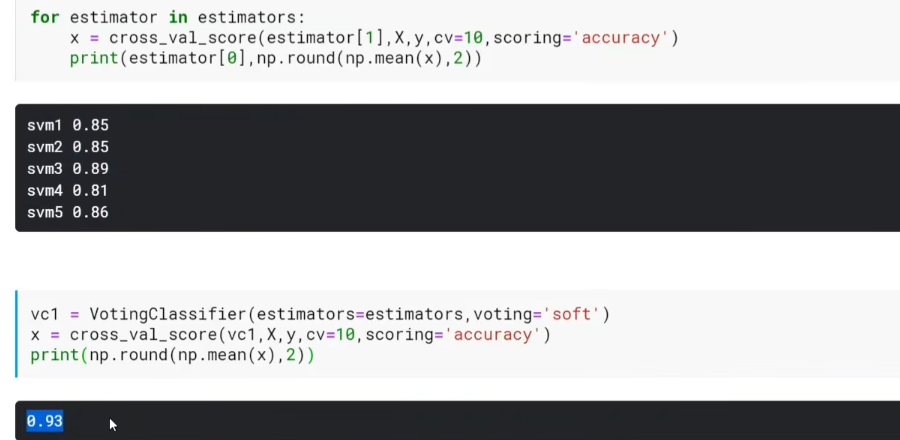 for estimator in estimators:
x = cross_val_score(estimator[1],X,y,cv=10,scoring='accuracy')
print(estimator[0],np.round(np.mean(x),2))
svm1 0.85
svm2 0.85
svm3 0.89
svm4 0.81
svm5 0.86
vc1 = VotingClassifier(estimators=estimators,voting='soft')
x = cross_val_score(vc1,X,y,cv=10,scoring='accuracy')
print(np.round(np.mean(x),2))
0.93